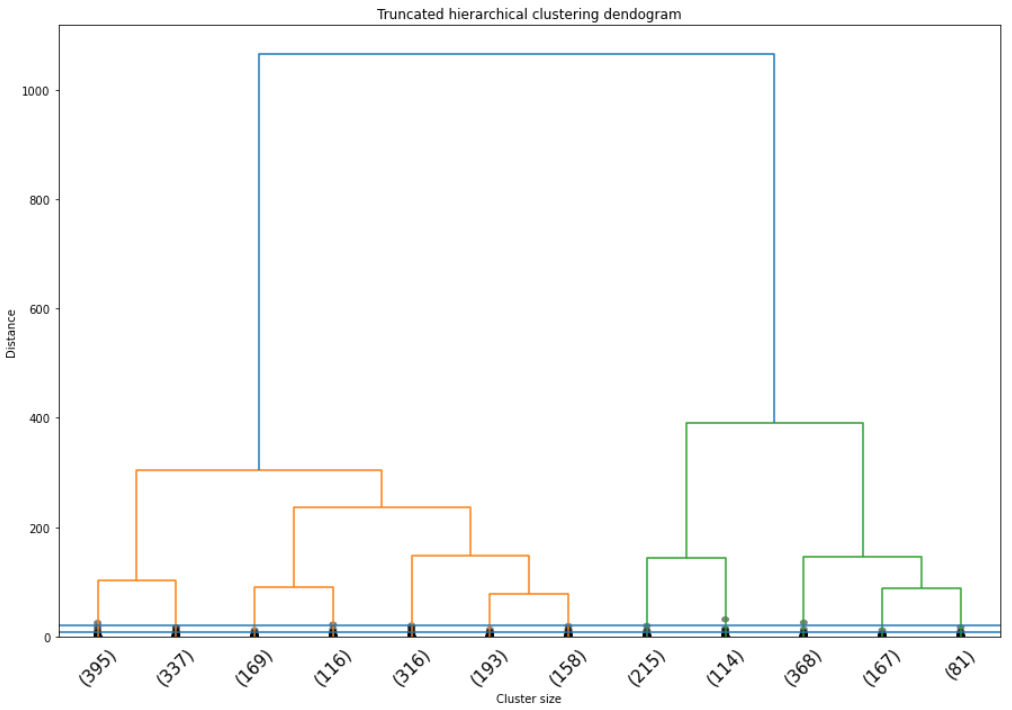 Truncated hierarchical clustering dendogram
1000
800
600
400
200
0
Distance
(395) (337) (169) (116) (316) (193) (158) (215) (114) (368) (167) (81)
Cluster size